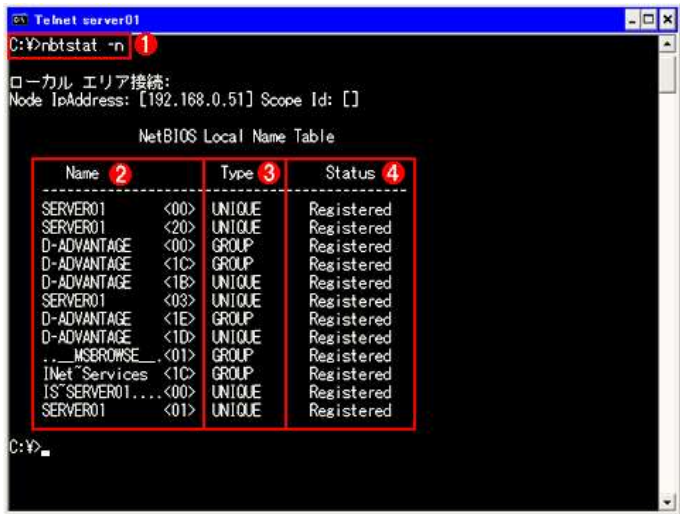 Telnet server01
C:¥>nbtstat -n 1
ローカル エリア接続:
Node IpAddress: [192.168.0.51] Scope Id: []
NetBIOS Local Name Table
Name 2 Type 3 Status 4
---------------------------------------------
SERVER01 <00> UNIQUE Registered
SERVER01 <20> UNIQUE Registered
D-ADVANTAGE <00> GROUP Registered
D-ADVANTAGE <1C> GROUP Registered
D-ADVANTAGE <1B> UNIQUE Registered
SERVER01 <03> UNIQUE Registered
D-ADVANTAGE <1E> GROUP Registered
D-ADVANTAGE <1D> UNIQUE Registered
..__MSBROWSE__.<01> GROUP Registered
INet~Services <1C> GROUP Registered
IS~SERVER01....<00> UNIQUE Registered
SERVER01 <01> UNIQUE Registered
C:¥>